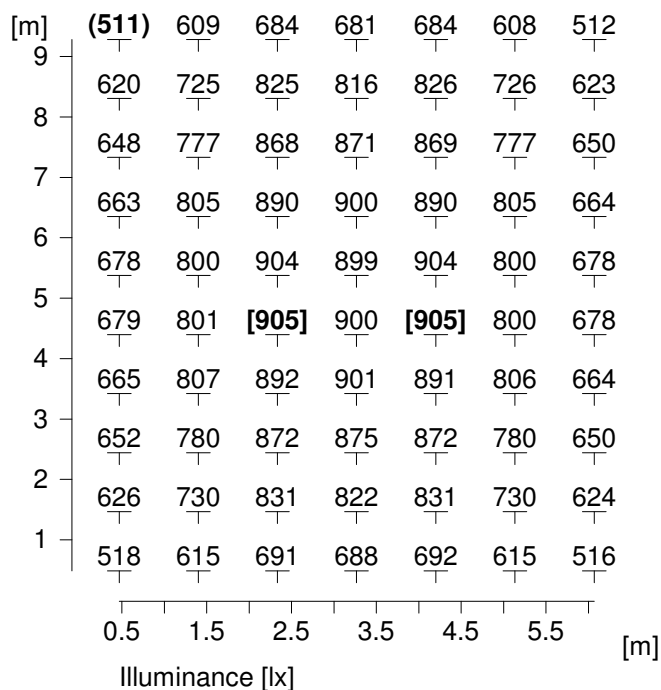 [m] (511) 609 684 681 684 608 512
9
620 725 825 816 826 726 623
8
648 777 868 871 869 777 650
7
663 805 890 900 890 805 664
6
678 800 904 899 904 800 678
5
679 801 [905] 900 [905] 800 678
4
665 807 892 901 891 806 664
3
652 780 872 875 872 780 650
2
626 730 831 822 831 730 624
1
518 615 691 688 692 615 516
0.5 1.5 2.5 3.5 4.5 5.5 [m]
Illuminance [lx]